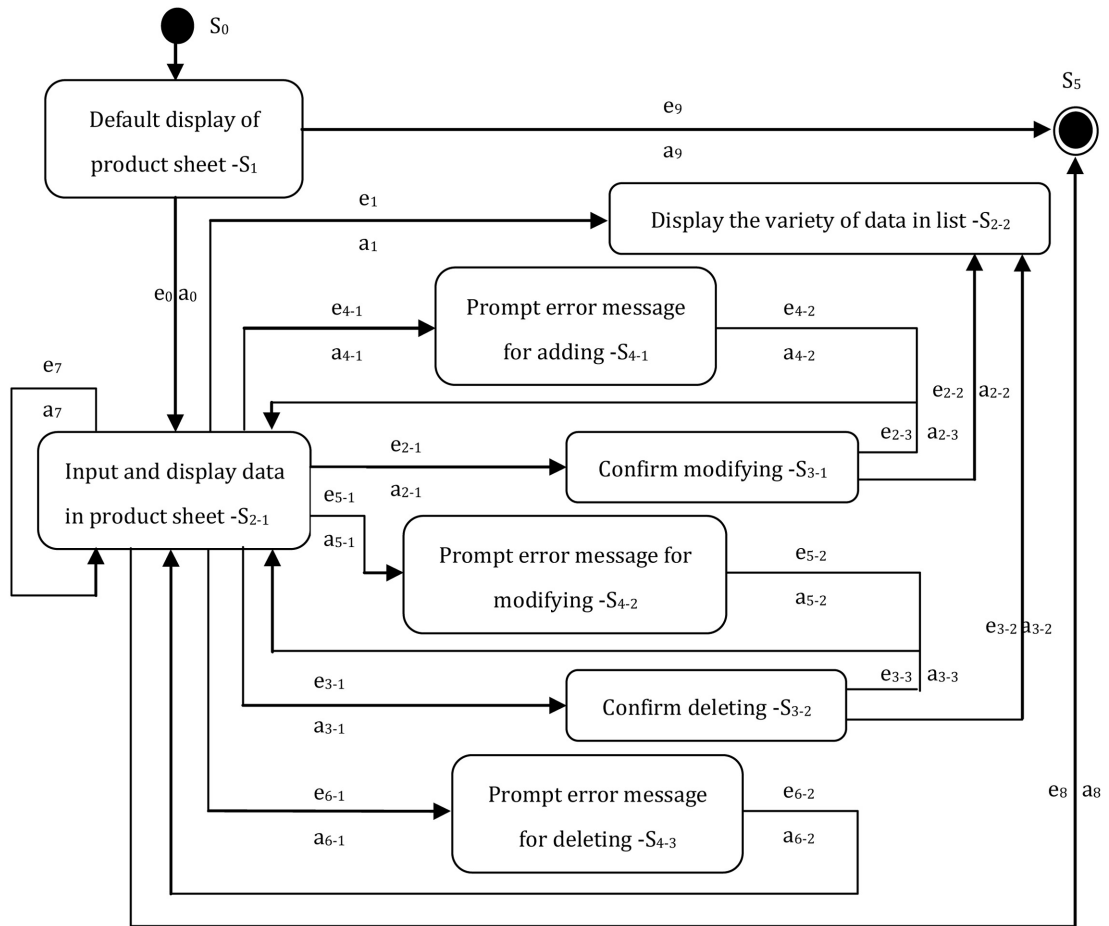 S0
S5
Default display of
product sheet -S1
e9
a9
e1
a1
Display the variety of data in list -S2-2
e0 a0
e4-1
a4-1
Prompt error message
for adding -S4-1
e4-2
a4-2
e7
a7
e2-2 a2-2
e2-3 a2-3
Input and display data
in product sheet -S2-1
e2-1
a2-1
Confirm modifying -S3-1
e5-1
a5-1
Prompt error message for
modifying -S4-2
e5-2
a5-2
e3-2 a3-2
e3-3 a3-3
e3-1
a3-1
Confirm deleting -S3-2
e6-1
a6-1
Prompt error message
for deleting -S4-3
e6-2
a6-2
e8 a8